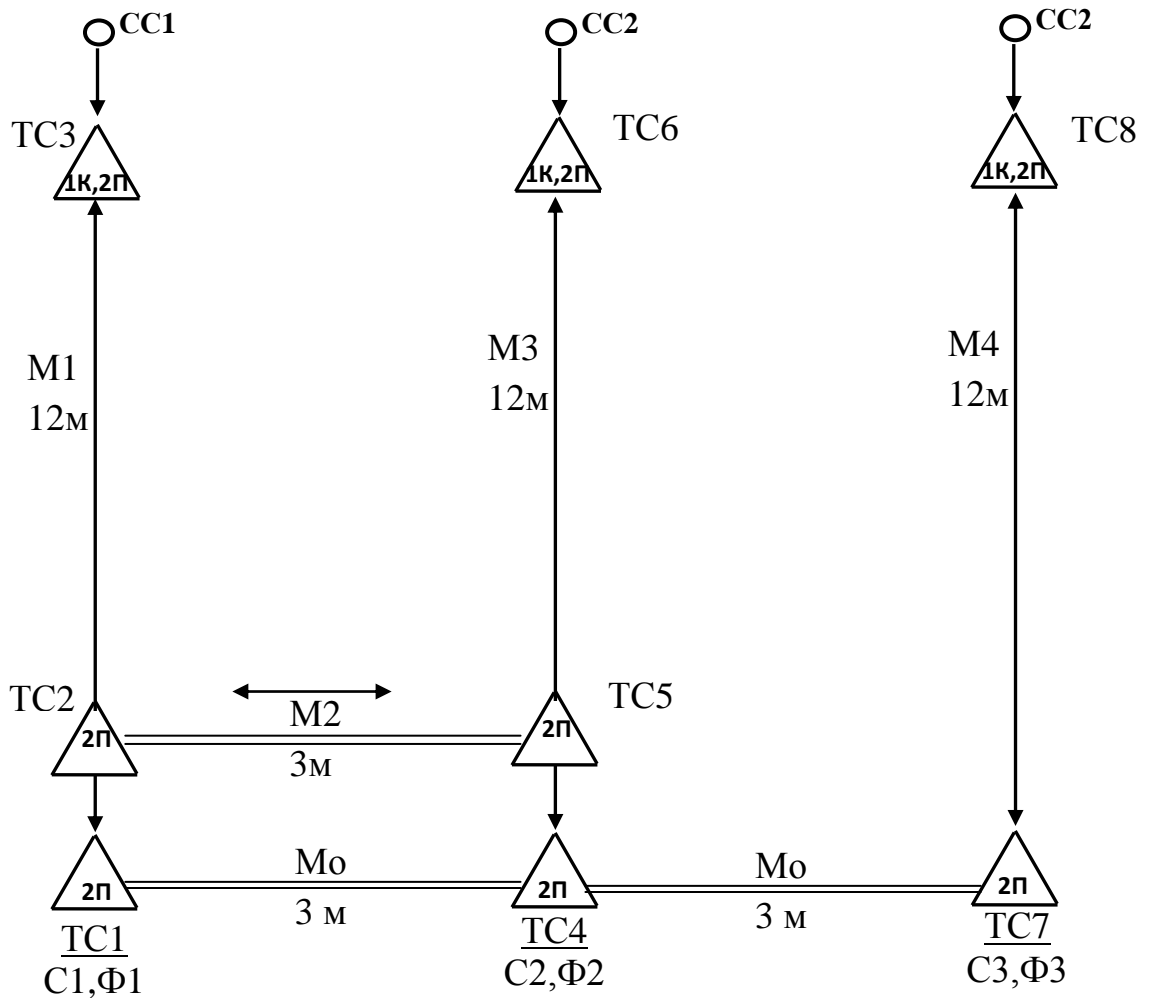 СС1
СС2
СС2
ТС3
ТС6
ТС8
1К,2П
1К,2П
1К,2П
М1
12м
М3
12м
М4
12м
ТС2
М2
3м
ТС5
2П
2П
Мо
3 м
Мо
3 м
2П
2П
2П
ТС1
С1,Ф1
ТС4
С2,Ф2
ТС7
С3,Ф3